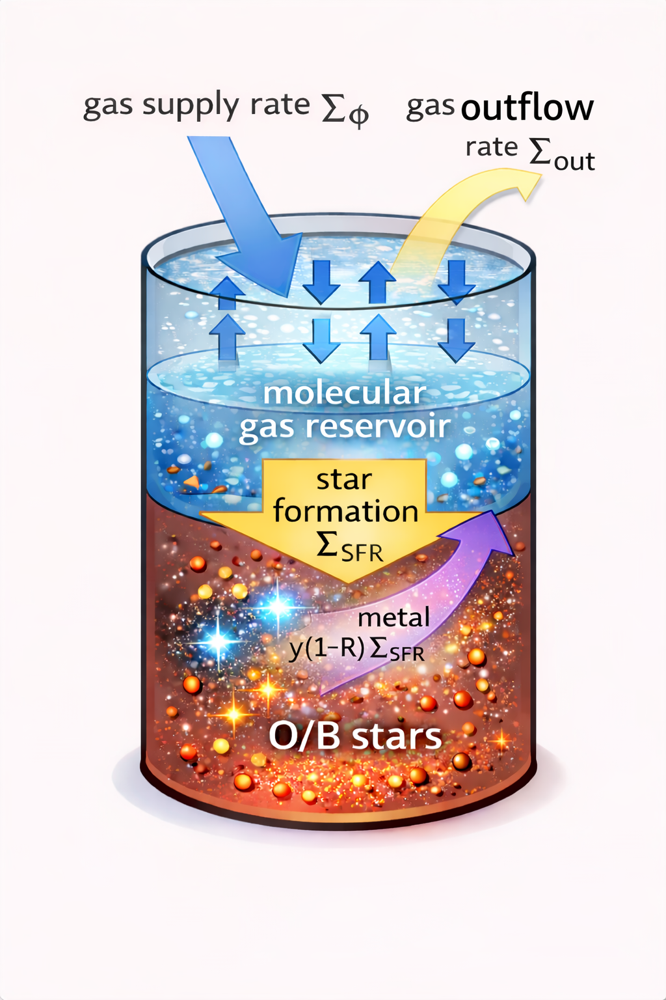 gas supply rate Σϕ
gas outflow
rate Σout
molecular
gas reservoir
star
formation
ΣSFR
metal
y(1–R)ΣSFR
O/B stars